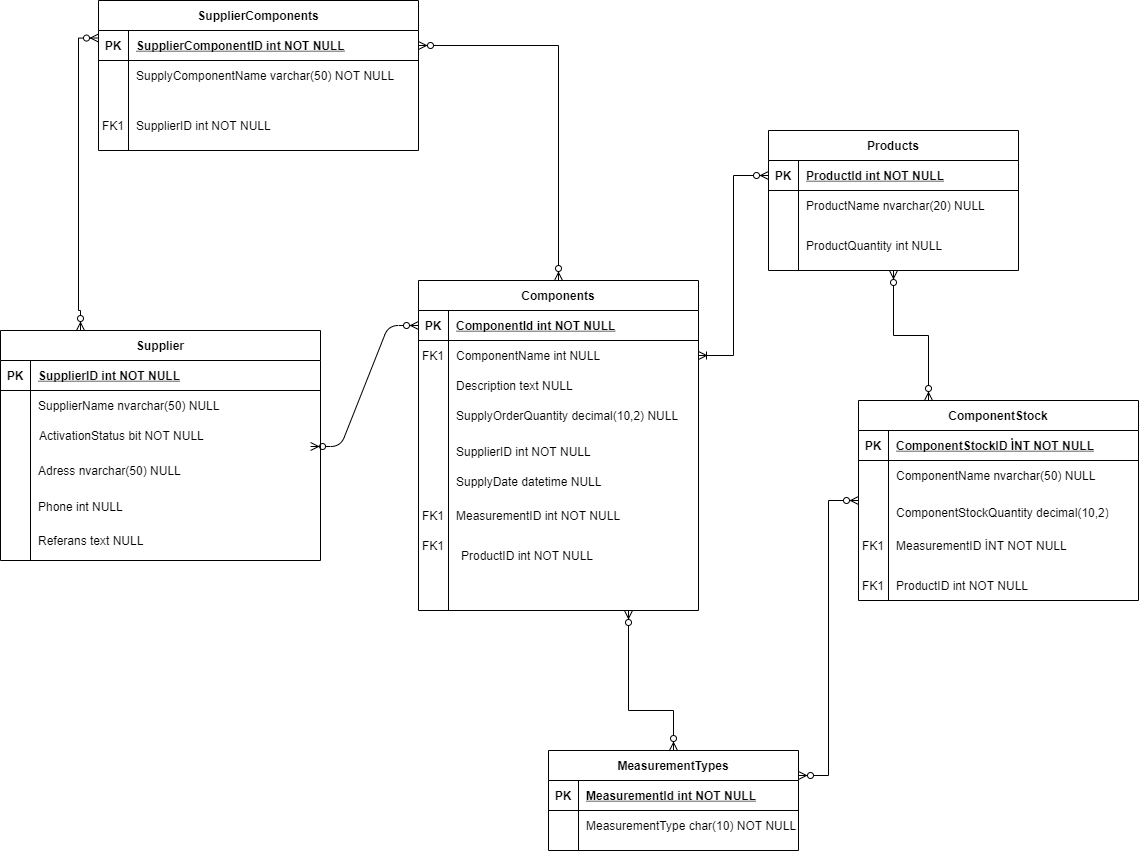 SupplierComponents
PK SupplierComponentID int NOT NULL
SupplyComponentName varchar(50) NOT NULL
FK1 SupplierID int NOT NULL
Products
PK ProductId int NOT NULL
ProductName nvarchar(20) NULL
ProductQuantity int NULL
Components
PK ComponentId int NOT NULL
FK1 ComponentName int NULL
Description text NULL
SupplyOrderQuantity decimal(10,2) NULL
SupplierID int NOT NULL
SupplyDate datetime NULL
FK1 MeasurementID int NOT NULL
FK1 ProductID int NOT NULL
Supplier
PK SupplierID int NOT NULL
SupplierName nvarchar(50) NULL
ActivationStatus bit NOT NULL
Adress nvarchar(50) NULL
Phone int NULL
Referans text NULL
ComponentStock
PK ComponentStockID İNT NOT NULL
ComponentName nvarchar(50) NULL
ComponentStockQuantity decimal(10,2)
FK1 MeasurementID İNT NOT NULL
FK1 ProductID int NOT NULL
MeasurementTypes
PK MeasurementId int NOT NULL
MeasurementType char(10) NOT NULL